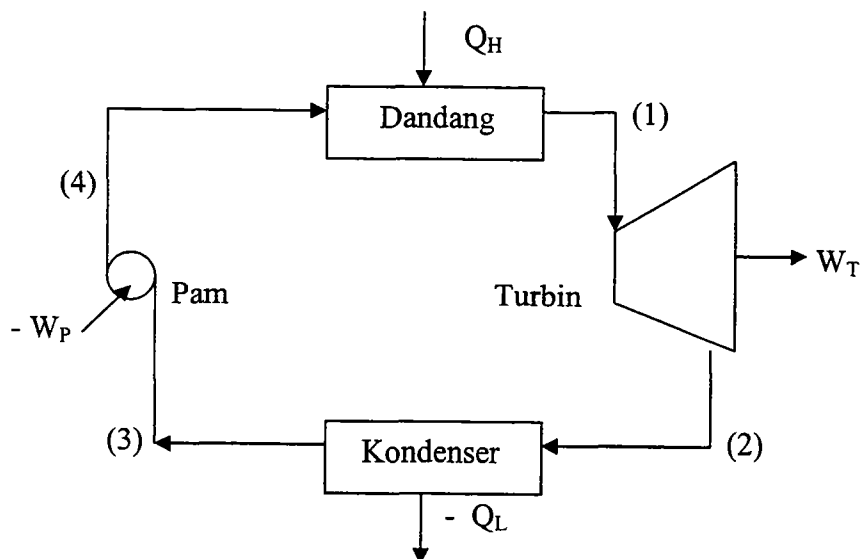 Q_H
Dandang
(1)
(4)
W_T
Pam
Turbin
- W_P
(3)
Kondenser
(2)
- Q_L